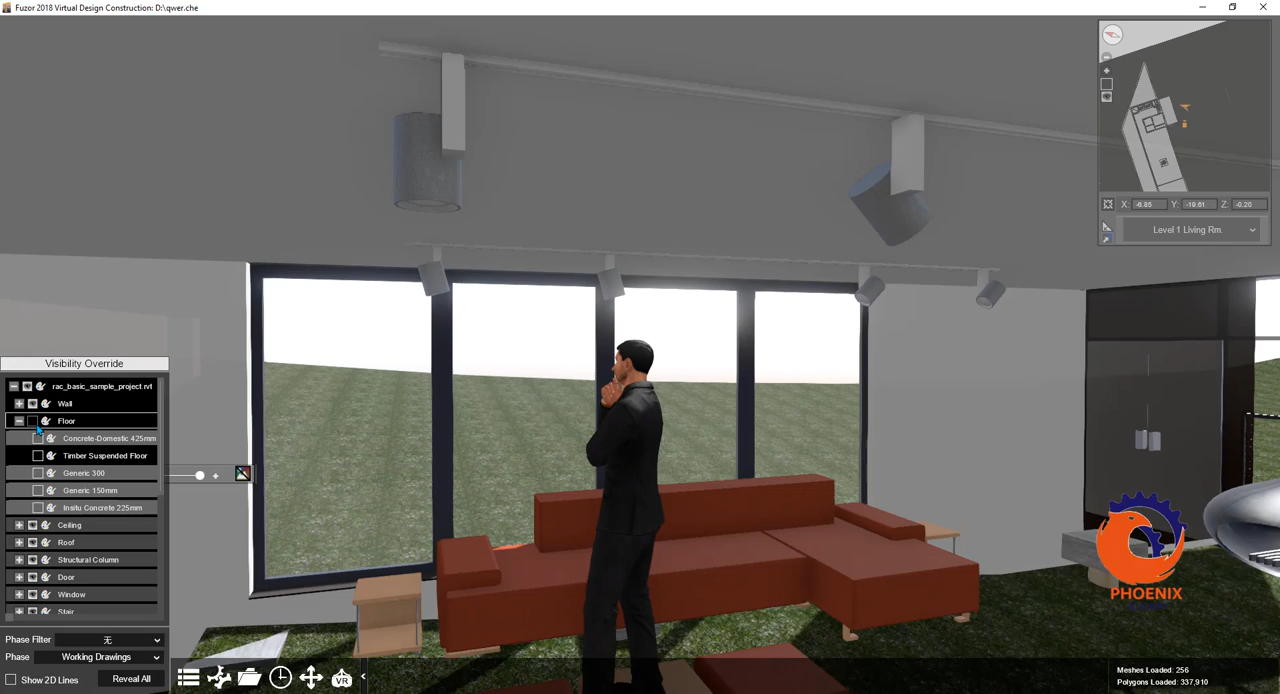 Fuzor 2018 Virtual Design Construction: D:\qwer.che
X: -6.85 Y: -19.61 Z: -0.20
Level 1 Living Rm.
Visibility Override
rac_basic_sample_project.rvt
Wall
Floor
Concrete-Domestic 425mm
Timber Suspended Floor
Generic 300
Generic 150mm
Insitu Concrete 225mm
Ceiling
Roof
Structural Column
Door
Window
Stair
Phase Filter 无
Phase Working Drawings
Show 2D Lines Reveal All
VR
PHOENIX
Meshes Loaded: 256
Polygons Loaded: 337,910